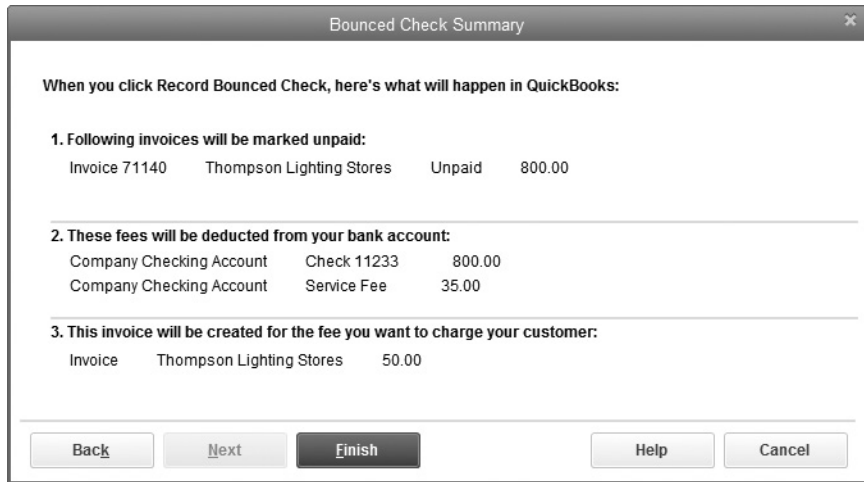 Bounced Check Summary
When you click Record Bounced Check, here's what will happen in QuickBooks:
1. Following invoices will be marked unpaid:
Invoice 71140 Thompson Lighting Stores Unpaid 800.00
2. These fees will be deducted from your bank account:
Company Checking Account Check 11233 800.00
Company Checking Account Service Fee 35.00
3. This invoice will be created for the fee you want to charge your customer:
Invoice Thompson Lighting Stores 50.00
Back Next Finish Help Cancel